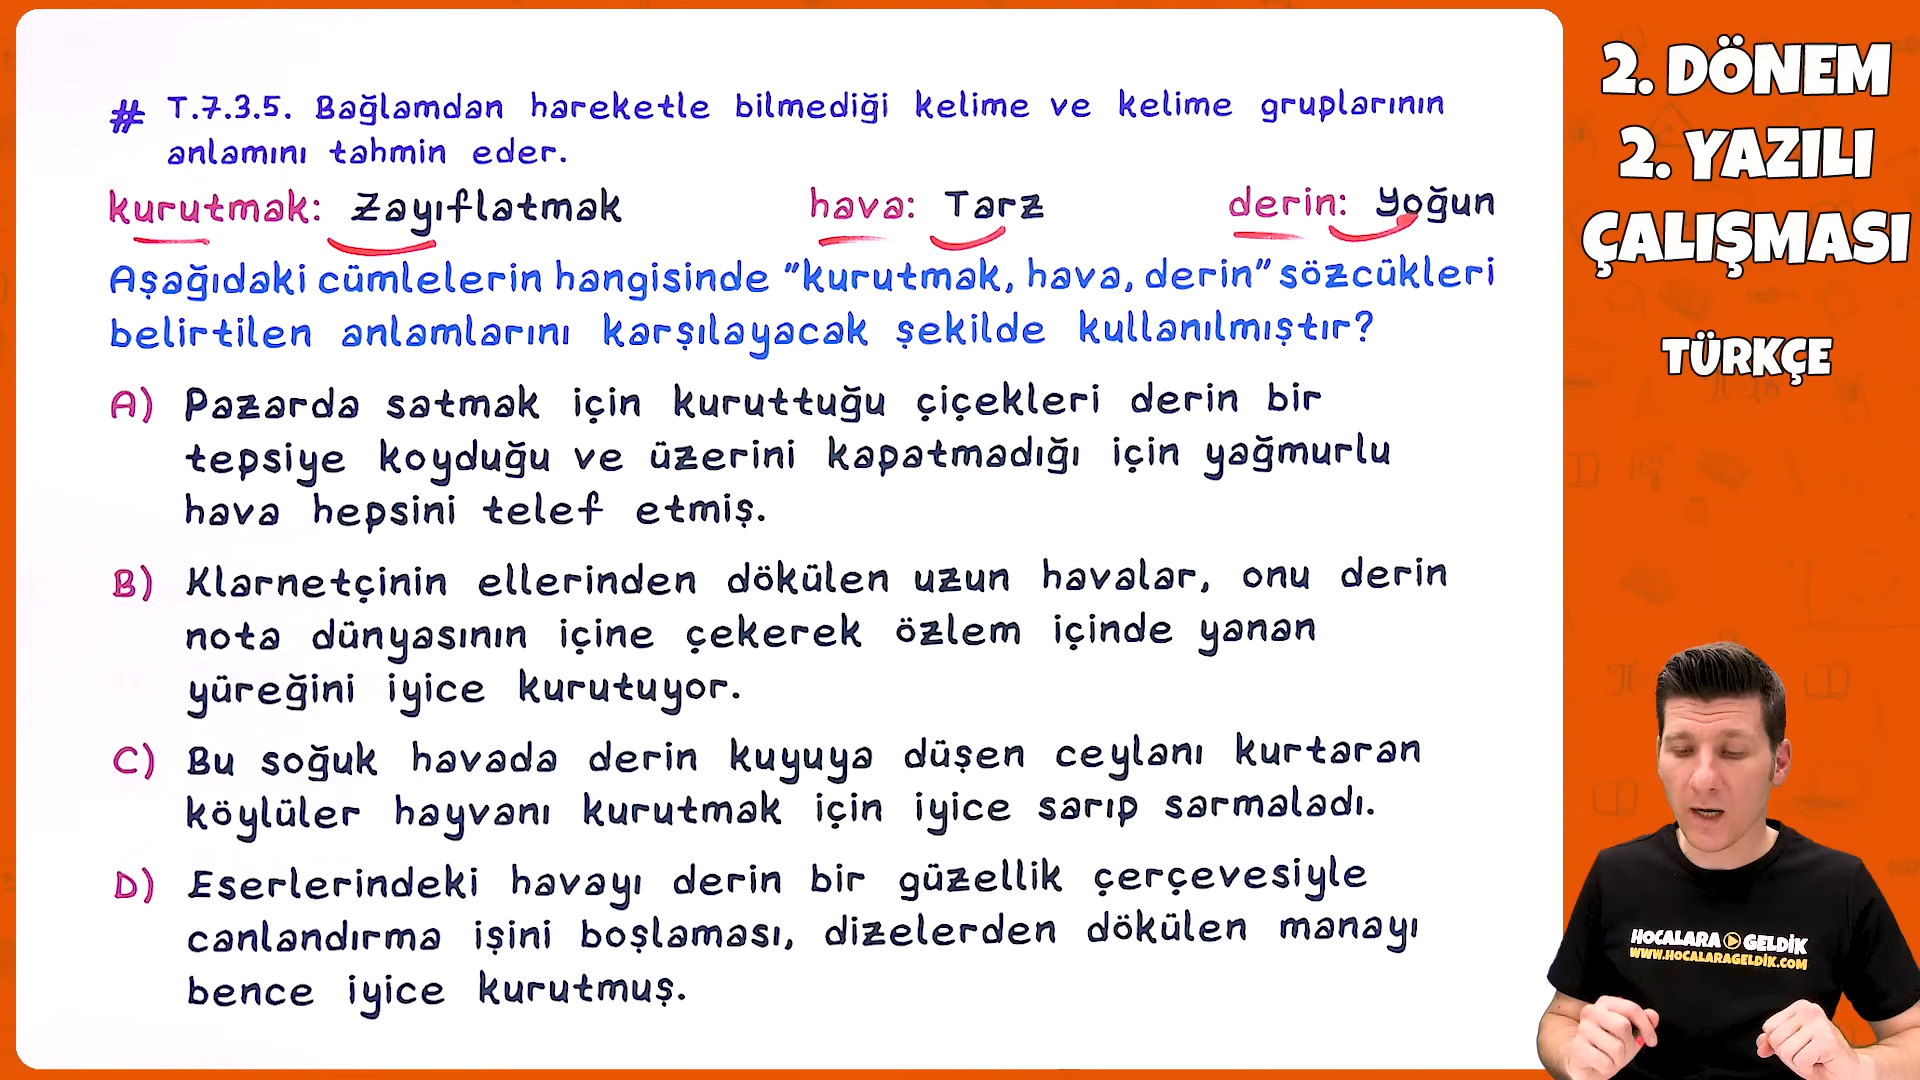 # T.7.3.5. Bağlamdan hareketle bilmediği kelime ve kelime gruplarının
anlamını tahmin eder.
kurutmak: Zayıflatmak hava: Tarz derin: Yoğun
Aşağıdaki cümlelerin hangisinde "kurutmak, hava, derin" sözcükleri
belirtilen anlamlarını karşılayacak şekilde kullanılmıştır?
A) Pazarda satmak için kuruttuğu çiçekleri derin bir
tepsiye koyduğu ve üzerini kapatmadığı için yağmurlu
hava hepsini telef etmiş.
B) Klarnetçinin ellerinden dökülen uzun havalar, onu derin
nota dünyasının içine çekerek özlem içinde yanan
yüreğini iyice kurutuyor.
C) Bu soğuk havada derin kuyuya düşen ceylanı kurtaran
köylüler hayvanı kurutmak için iyice sarıp sarmaladı.
D) Eserlerindeki havayı derin bir güzellik çerçevesiyle
canlandırma işini boşlaması, dizelerden dökülen manayı
bence iyice kurutmuş.
2. DÖNEM
2. YAZILI
ÇALIŞMASI
TÜRKÇE
HOCALARA GELDİK
WWW.HOCALARAGELDİK.COM